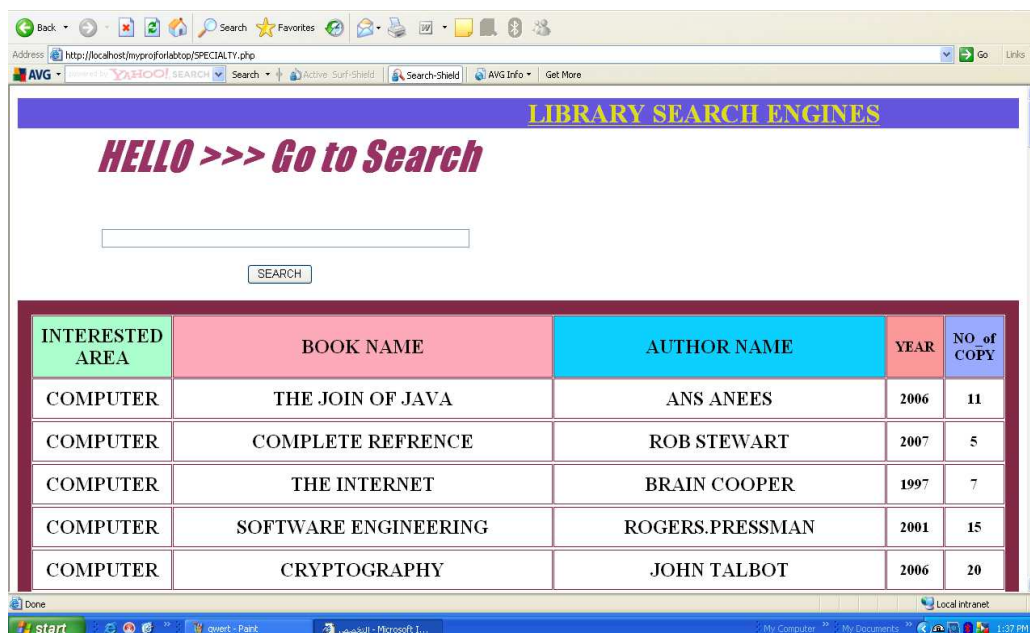 Back Search Favorites
Address http://localhost/myprojforlabtop/SPECIALTY.php Go Links
AVG YAHOO! SEARCH Search Active Surf-Shield Search-Shield AVG Info Get More
LIBRARY SEARCH ENGINES
HELLO >>> Go to Search
SEARCH
INTERESTED AREA BOOK NAME AUTHOR NAME YEAR NO_of COPY
COMPUTER THE JOIN OF JAVA ANS ANEES 2006 11
COMPUTER COMPLETE REFRENCE ROB STEWART 2007 5
COMPUTER THE INTERNET BRAIN COOPER 1997 7
COMPUTER SOFTWARE ENGINEERING ROGERS.PRESSMAN 2001 15
COMPUTER CRYPTOGRAPHY JOHN TALBOT 2006 20
Done Local intranet
start qwert - Paint - Microsoft I... My Computer My Documents 1:37 PM